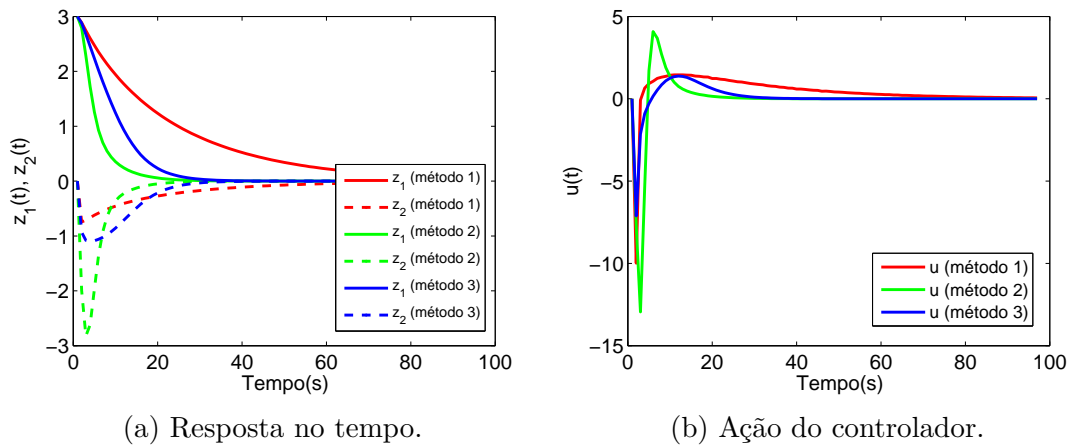 3
2
1
0
−1
−2
−3
0
20
40
60
80
100
z₁(t), z₂(t)
Tempo(s)
z₁ (método 1)
z₂ (método 1)
z₁ (método 2)
z₂ (método 2)
z₁ (método 3)
z₂ (método 3)
(a) Resposta no tempo.
5
0
−5
−10
−15
0
20
40
60
80
100
u(t)
Tempo(s)
u (método 1)
u (método 2)
u (método 3)
(b) Ação do controlador.